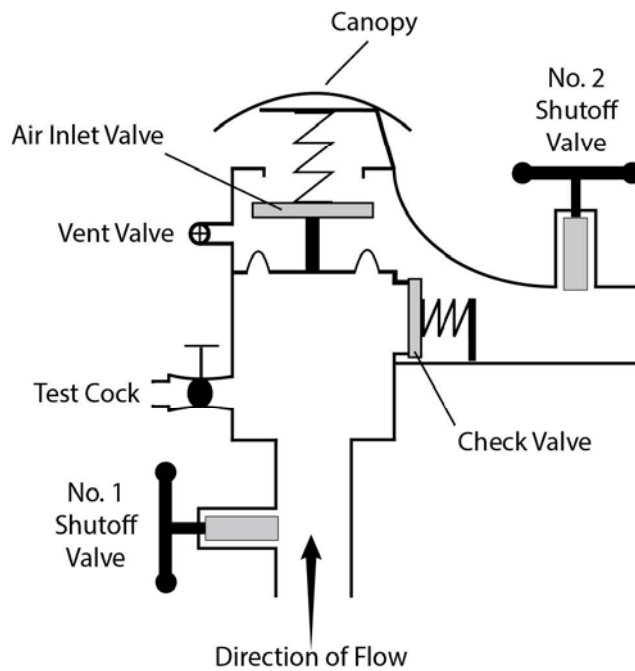 Canopy
No. 2
Shutoff
Valve
Air Inlet Valve
Vent Valve
Test Cock
Check Valve
No. 1
Shutoff
Valve
Direction of Flow